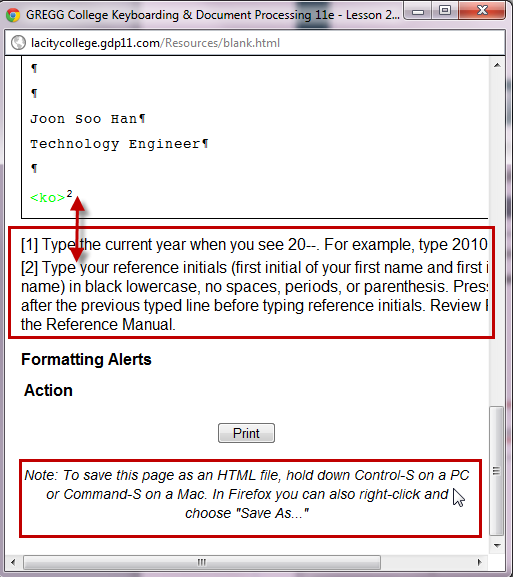 GREGG College Keyboarding & Document Processing 11e - Lesson 2...
lacitycollege.gdp11.com/Resources/blank.html
¶
¶
Joon Soo Han¶
Technology Engineer¶
¶
<ko>2
[1] Type the current year when you see 20--. For example, type 2010
[2] Type your reference initials (first initial of your first name and first i
name) in black lowercase, no spaces, periods, or parenthesis. Pres
after the previous typed line before typing reference initials. Review
the Reference Manual.
Formatting Alerts
Action
Print
Note: To save this page as an HTML file, hold down Control-S on a PC
or Command-S on a Mac. In Firefox you can also right-click and
choose "Save As..."